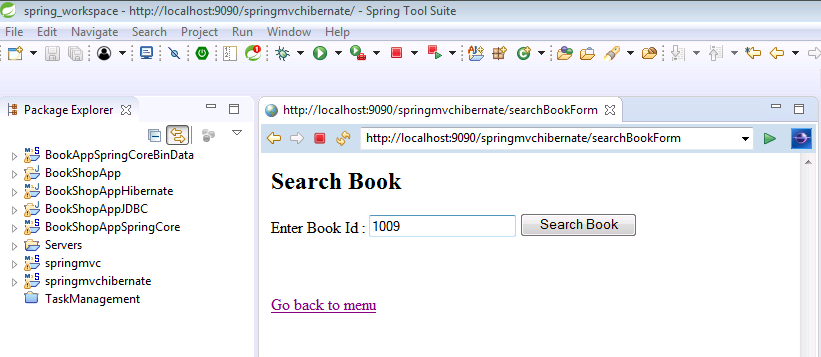 spring_workspace - http://localhost:9090/springmvchibernate/ - Spring Tool Suite
File Edit Navigate Search Project Run Window Help
Package Explorer
http://localhost:9090/springmvchibernate/searchBookForm
http://localhost:9090/springmvchibernate/searchBookForm
BookAppSpringCoreBinData
BookShopApp
BookShopAppHibernate
BookShopAppJDBC
BookShopAppSpringCore
Servers
springmvc
springmvchibernate
TaskManagement
Search Book
Enter Book Id : 1009 Search Book
Go back to menu